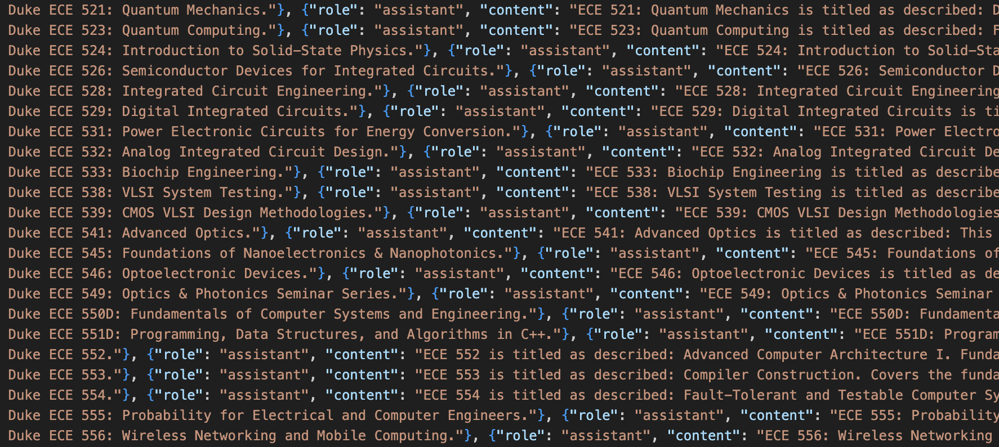 Duke ECE 521: Quantum Mechanics."}, {"role": "assistant", "content": "ECE 521: Quantum Mechanics is titled as described: D
Duke ECE 523: Quantum Computing."}, {"role": "assistant", "content": "ECE 523: Quantum Computing is titled as described: F
Duke ECE 524: Introduction to Solid-State Physics."}, {"role": "assistant", "content": "ECE 524: Introduction to Solid-Sta
Duke ECE 526: Semiconductor Devices for Integrated Circuits."}, {"role": "assistant", "content": "ECE 526: Semiconductor D
Duke ECE 528: Integrated Circuit Engineering."}, {"role": "assistant", "content": "ECE 528: Integrated Circuit Engineering
Duke ECE 529: Digital Integrated Circuits."}, {"role": "assistant", "content": "ECE 529: Digital Integrated Circuits is ti
Duke ECE 531: Power Electronic Circuits for Energy Conversion."}, {"role": "assistant", "content": "ECE 531: Power Electro
Duke ECE 532: Analog Integrated Circuit Design."}, {"role": "assistant", "content": "ECE 532: Analog Integrated Circuit De
Duke ECE 533: Biochip Engineering."}, {"role": "assistant", "content": "ECE 533: Biochip Engineering is titled as describe
Duke ECE 538: VLSI System Testing."}, {"role": "assistant", "content": "ECE 538: VLSI System Testing is titled as describe
Duke ECE 539: CMOS VLSI Design Methodologies."}, {"role": "assistant", "content": "ECE 539: CMOS VLSI Design Methodologies
Duke ECE 541: Advanced Optics."}, {"role": "assistant", "content": "ECE 541: Advanced Optics is titled as described: This
Duke ECE 545: Foundations of Nanoelectronics & Nanophotonics."}, {"role": "assistant", "content": "ECE 545: Foundations of
Duke ECE 546: Optoelectronic Devices."}, {"role": "assistant", "content": "ECE 546: Optoelectronic Devices is titled as de
Duke ECE 549: Optics & Photonics Seminar Series."}, {"role": "assistant", "content": "ECE 549: Optics & Photonics Seminar
Duke ECE 550D: Fundamentals of Computer Systems and Engineering."}, {"role": "assistant", "content": "ECE 550D: Fundamenta
Duke ECE 551D: Programming, Data Structures, and Algorithms in C++."}, {"role": "assistant", "content": "ECE 551D: Program
Duke ECE 552."}, {"role": "assistant", "content": "ECE 552 is titled as described: Advanced Computer Architecture I. Funda
Duke ECE 553."}, {"role": "assistant", "content": "ECE 553 is titled as described: Compiler Construction. Covers the funda
Duke ECE 554."}, {"role": "assistant", "content": "ECE 554 is titled as described: Fault-Tolerant and Testable Computer Sy
Duke ECE 555: Probability for Electrical and Computer Engineers."}, {"role": "assistant", "content": "ECE 555: Probability
Duke ECE 556: Wireless Networking and Mobile Computing."}, {"role": "assistant", "content": "ECE 556: Wireless Networking